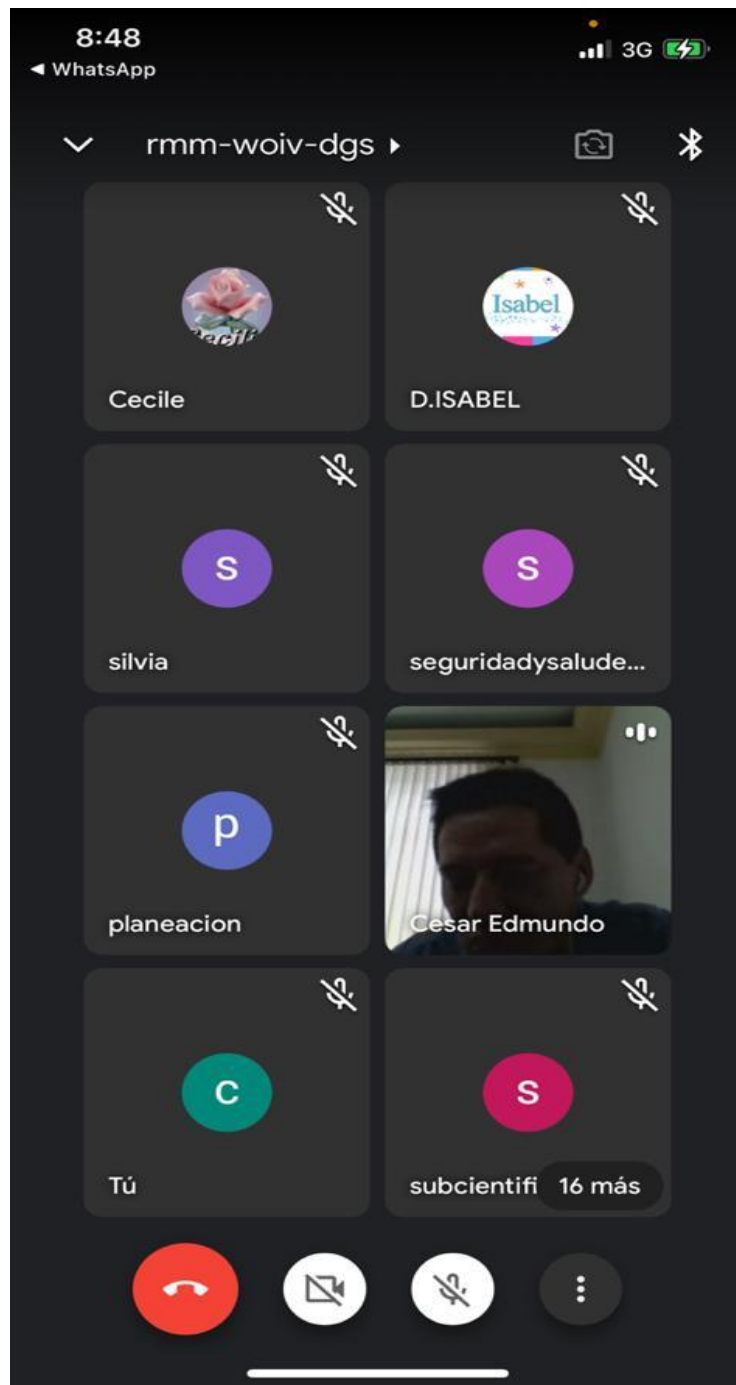 8:48
3G
◀ WhatsApp
rmm-woiv-dgs
Isabel
Cecile
D.ISABEL
s
s
silvia
seguridadysalude...
p
planeacion
Cesar Edmundo
c
s
Tú
subcientifi
16 más